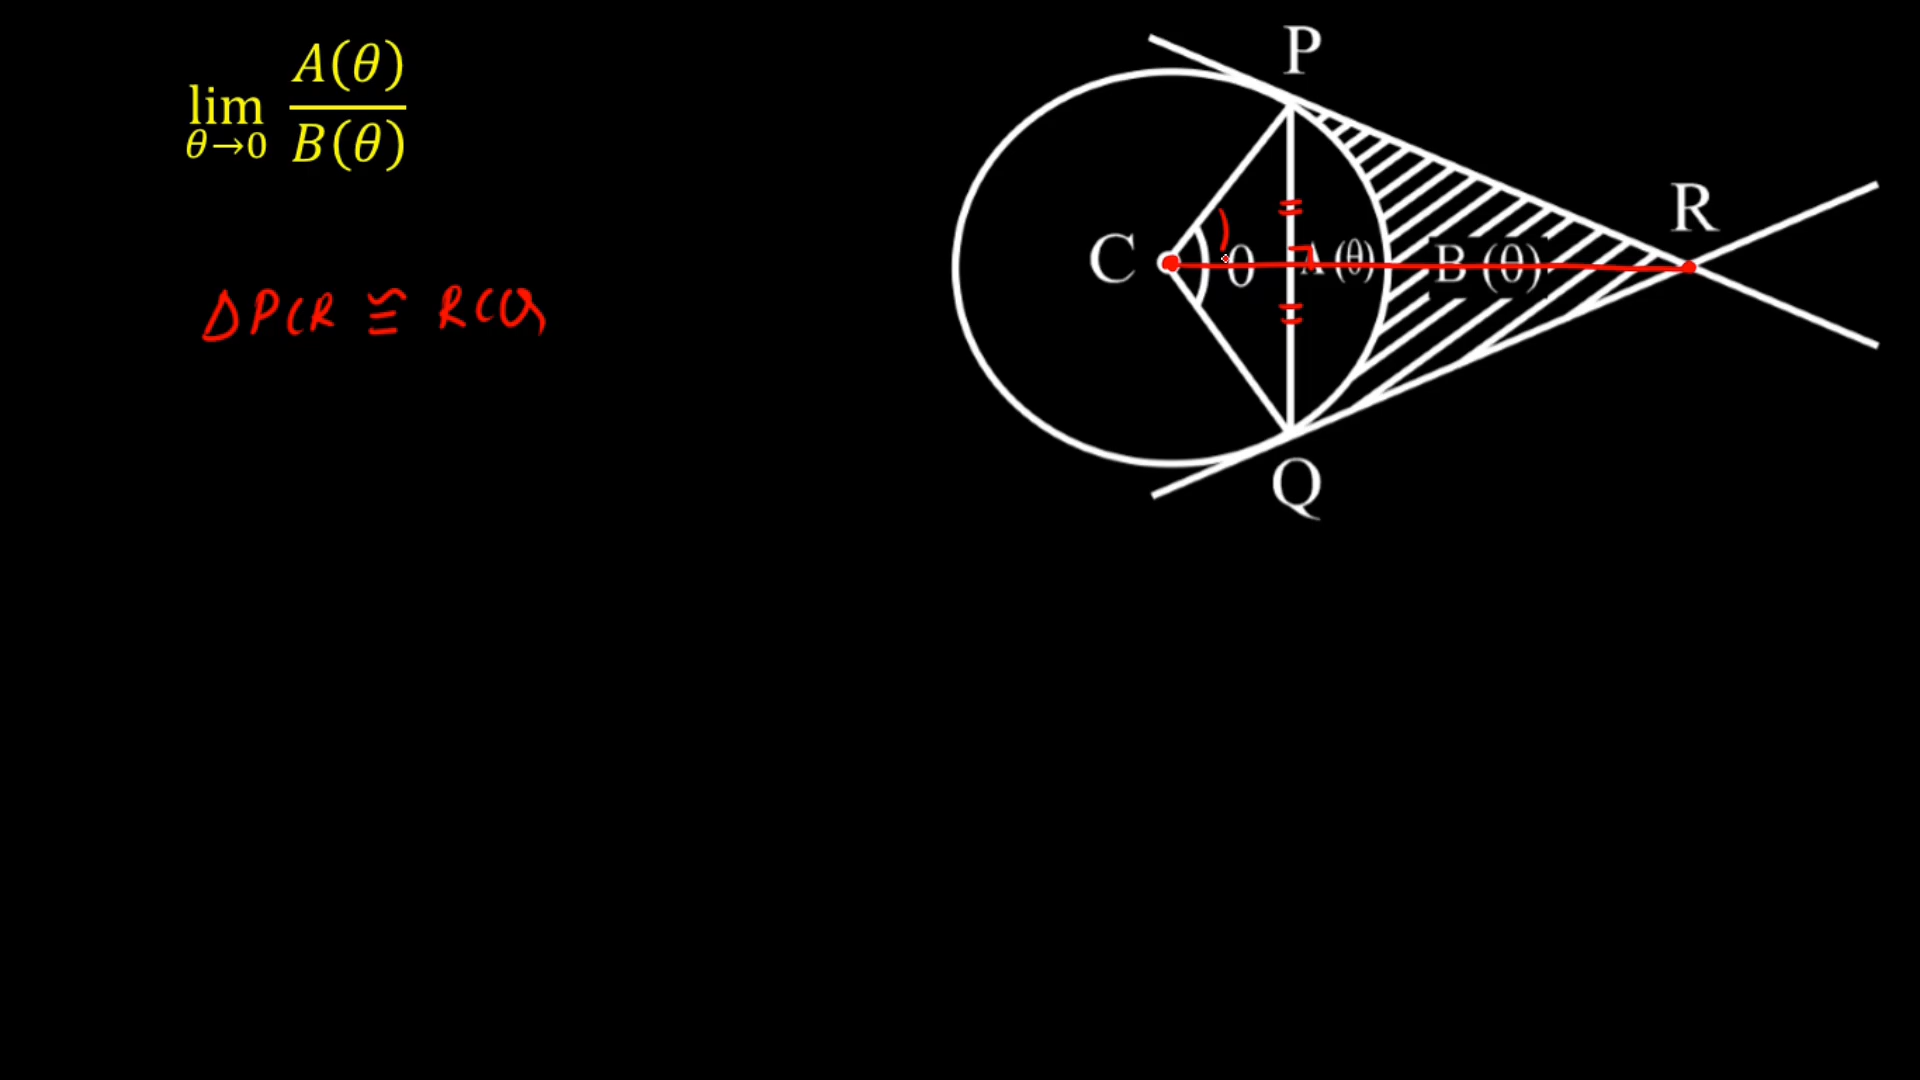 lim θ→0 A(θ)/B(θ)
ΔPCR ≅ RCQ
P
R
C θ A(θ) B(θ)
Q